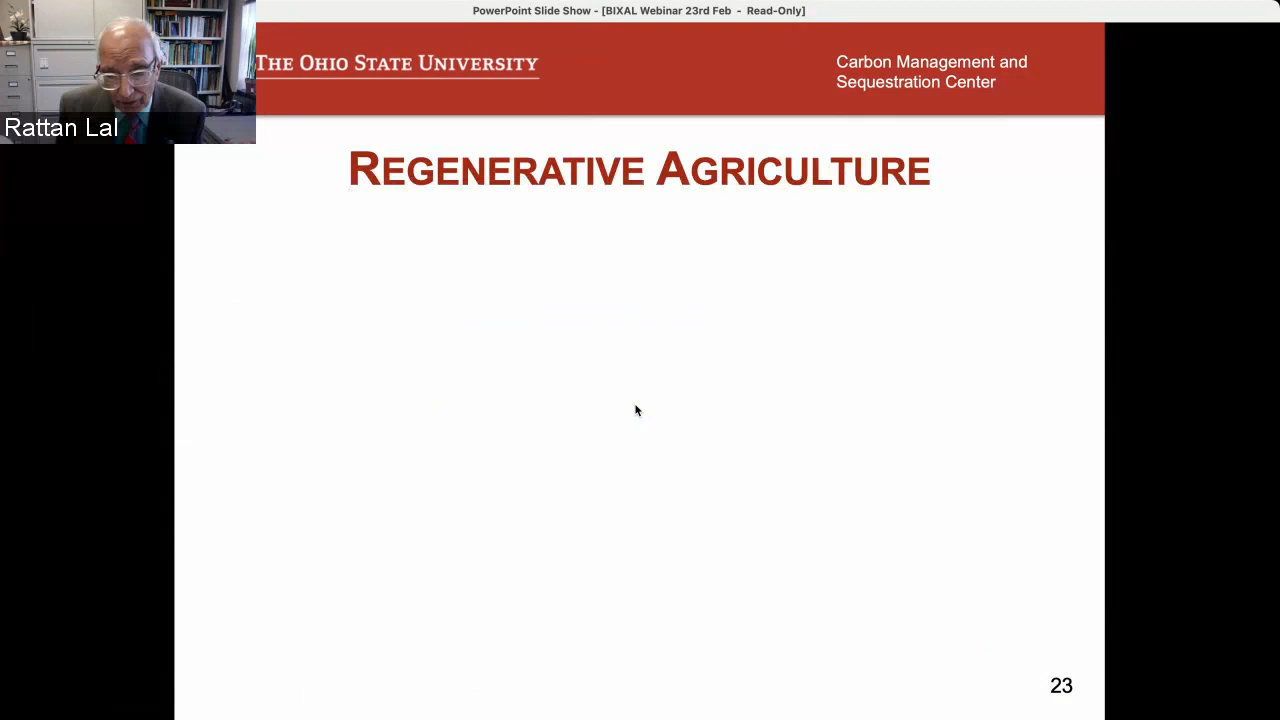 PowerPoint Slide Show - [BIXAL Webinar 23rd Feb - Read-Only]
THE OHIO STATE UNIVERSITY
Carbon Management and
Sequestration Center
Rattan Lal
REGENERATIVE AGRICULTURE
23